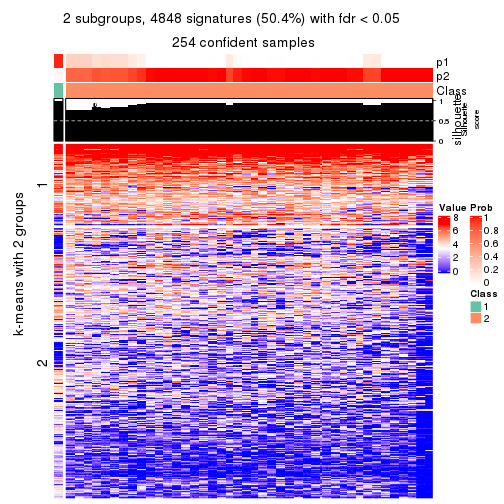 2 subgroups, 4848 signatures (50.4%) with fdr < 0.05
254 confident samples
p1
p2
Class
1
0.5
0
silhouette
Silhouette
score
k-means with 2 groups
1
2
Value
8
6
4
2
0
Prob
1
0.8
0.6
0.4
0.2
0
Class
1
2